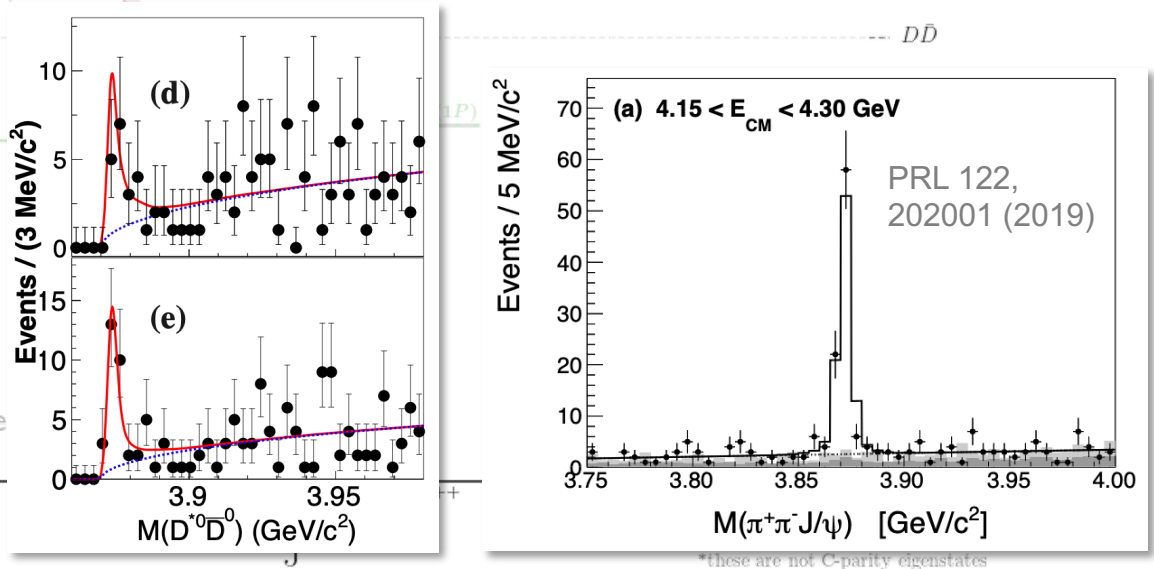 DD̄
1P)
(d)
10
5
0
Events / (3 MeV/c²)
(e)
15
10
5
0
3.9
3.95
M(D*⁰D̄⁰) (GeV/c²)
(a) 4.15 < E_CM < 4.30 GeV
PRL 122,
202001 (2019)
70
60
50
40
30
20
10
0
Events / 5 MeV/c²
3.75
3.80
3.85
3.90
3.95
4.00
M(π⁺π⁻J/ψ) [GeV/c²]
++
J
*these are not C-parity eigenstates